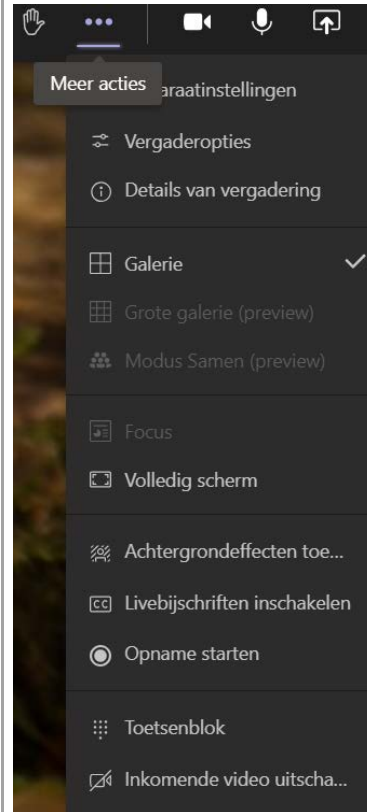 Meer acties
araatinstellingen
Vergaderopties
Details van vergadering
Galerie
Grote galerie (preview)
Modus Samen (preview)
Focus
Volledig scherm
Achtergrondeffecten toe...
CC Livebijschriften inschakelen
Opname starten
Toetsenblok
Inkomende video uitscha...